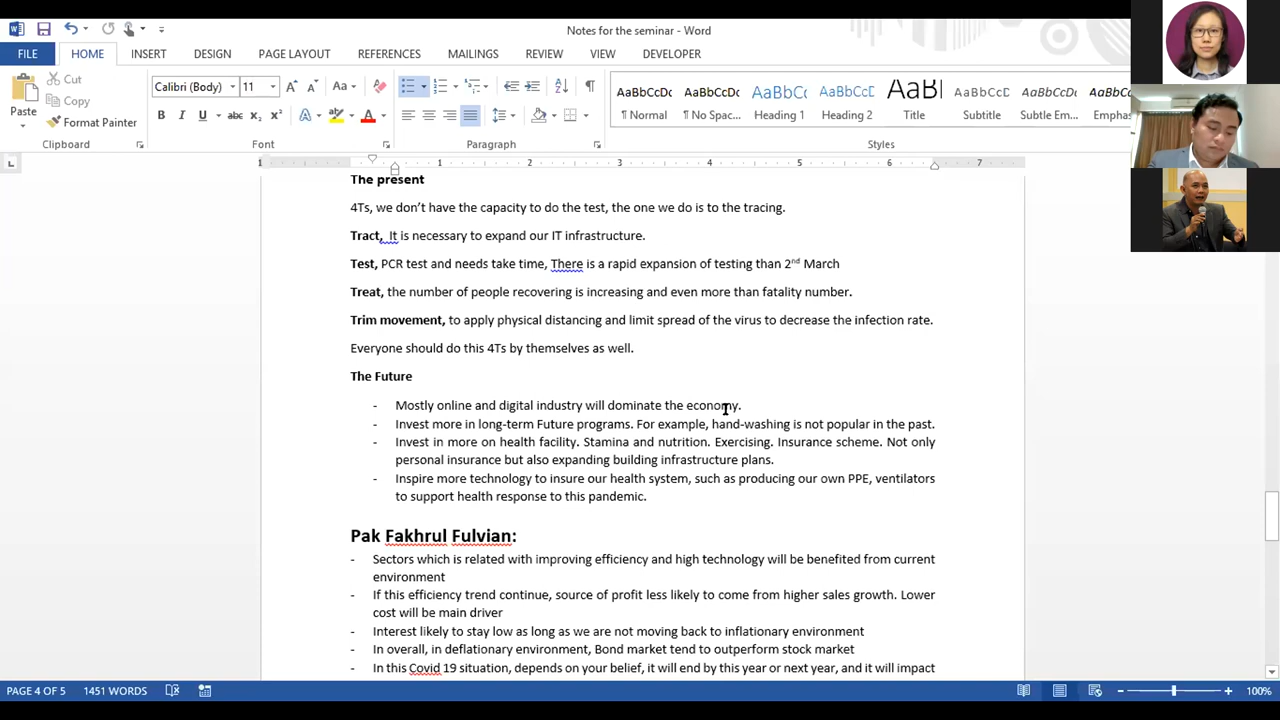 Notes for the seminar - Word
FILE HOME INSERT DESIGN PAGE LAYOUT REFERENCES MAILINGS REVIEW VIEW DEVELOPER
Paste
Cut
Copy
Format Painter
Clipboard
Calibri (Body) 11
Font
Paragraph
AaBbCcDc ¶ Normal
AaBbCcDc ¶ No Spac...
AaBbCc Heading 1
AaBbCcD Heading 2
AaBl Title
AaBbCcD Subtitle
AaBbCcDc Subtle Em...
Styles
1 1 2 3 4 5 6 7
The present
4Ts, we don’t have the capacity to do the test, the one we do is to the tracing.
Tract, It is necessary to expand our IT infrastructure.
Test, PCR test and needs take time, There is a rapid expansion of testing than 2nd March
Treat, the number of people recovering is increasing and even more than fatality number.
Trim movement, to apply physical distancing and limit spread of the virus to decrease the infection rate.
Everyone should do this 4Ts by themselves as well.
The Future
- Mostly online and digital industry will dominate the economy.
- Invest more in long-term Future programs. For example, hand-washing is not popular in the past.
- Invest in more on health facility. Stamina and nutrition. Exercising. Insurance scheme. Not only
personal insurance but also expanding building infrastructure plans.
- Inspire more technology to insure our health system, such as producing our own PPE, ventilators
to support health response to this pandemic.
Pak Fakhrul Fulvian:
- Sectors which is related with improving efficiency and high technology will be benefited from current
environment
- If this efficiency trend continue, source of profit less likely to come from higher sales growth. Lower
cost will be main driver
- Interest likely to stay low as long as we are not moving back to inflationary environment
- In overall, in deflationary environment, Bond market tend to outperform stock market
- In this Covid 19 situation, depends on your belief, it will end by this year or next year, and it will impact
PAGE 4 OF 5 1451 WORDS 100%